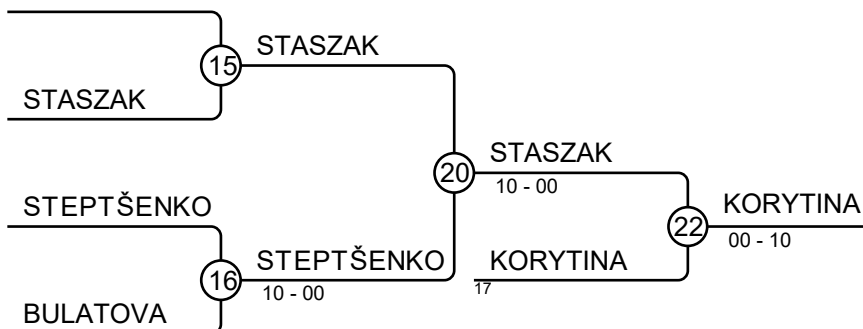 STASZAK
15
STASZAK
STEPTŠENKO
16
BULATOVA
STEPTŠENKO
10 - 00
20
STASZAK
10 - 00
KORYTINA
17
22
KORYTINA
00 - 10